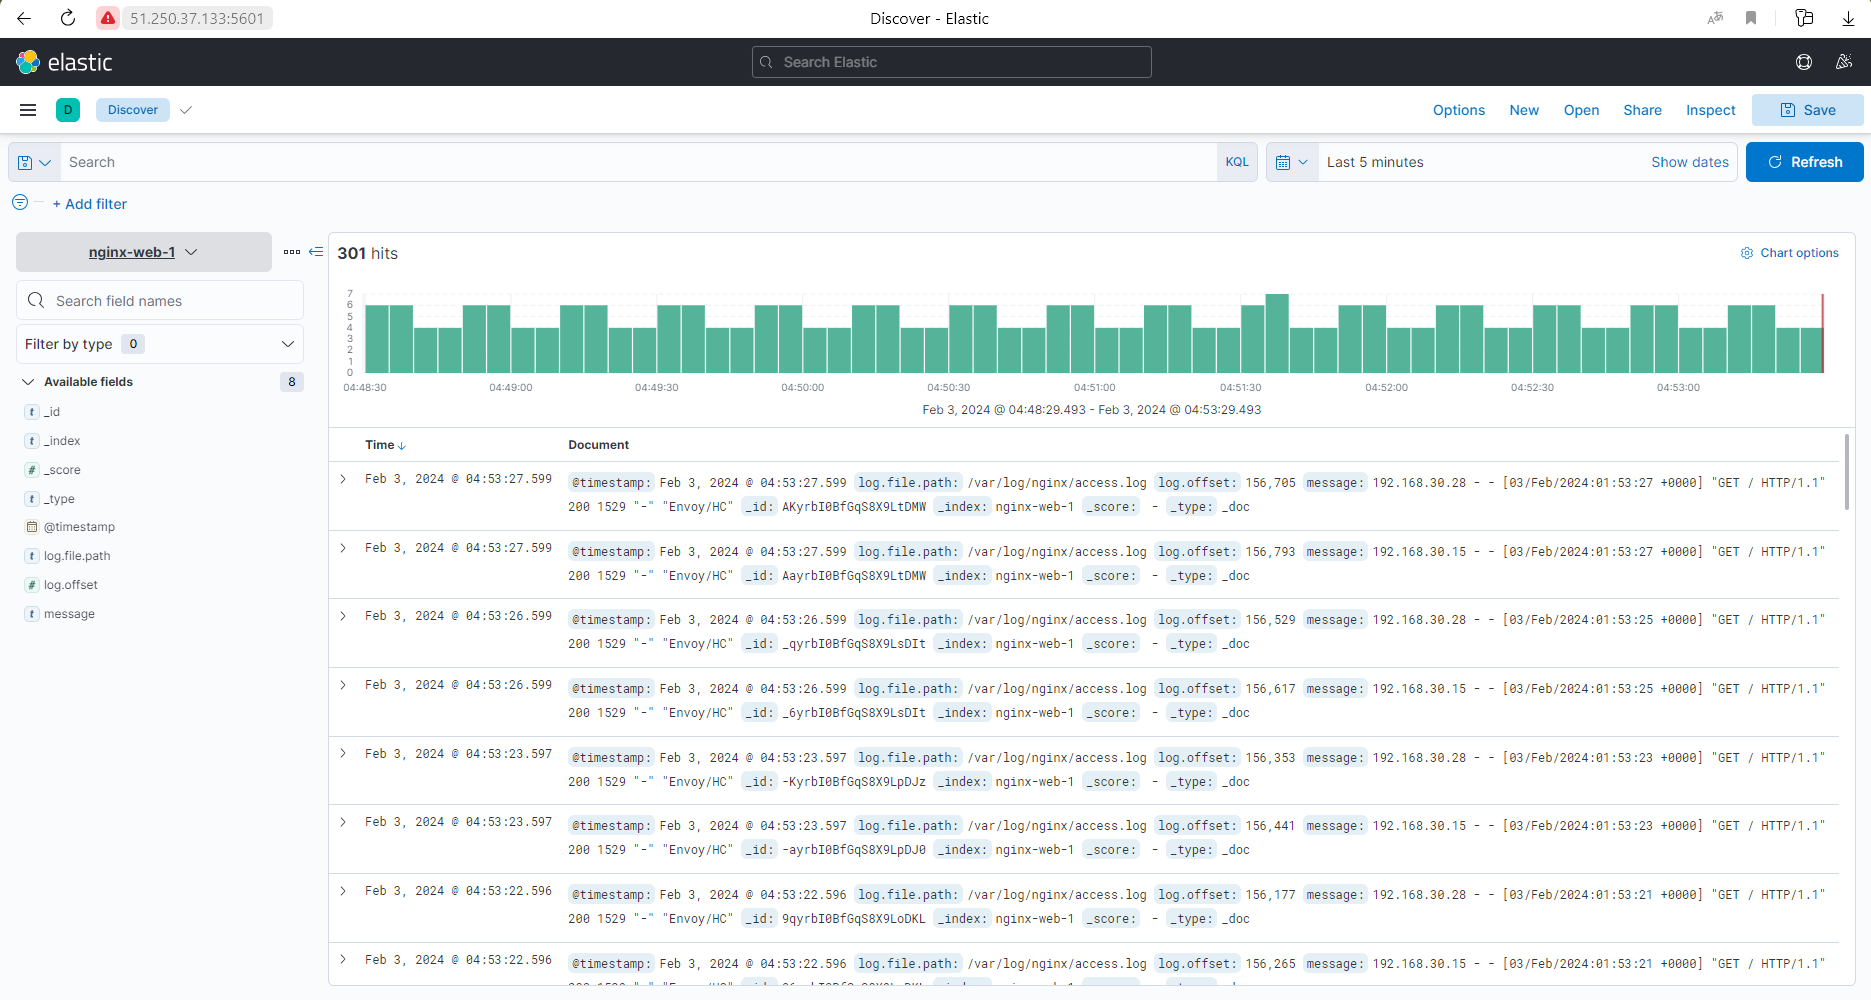 51.250.37.133:5601
Discover - Elastic
elastic
Search Elastic
D
Discover
Options
New
Open
Share
Inspect
Save
Search
KQL
Last 5 minutes
Show dates
Refresh
+ Add filter
nginx-web-1
301 hits
Chart options
Search field names
Filter by type 0
Available fields 8
t _id
t _index
# _score
t _type
@timestamp
t log.file.path
# log.offset
t message
7
6
5
4
3
2
1
0
04:48:30 04:49:00 04:49:30 04:50:00 04:50:30 04:51:00 04:51:30 04:52:00 04:52:30 04:53:00
Feb 3, 2024 @ 04:48:29.493 - Feb 3, 2024 @ 04:53:29.493
Time Document
Feb 3, 2024 @ 04:53:27.599 @timestamp: Feb 3, 2024 @ 04:53:27.599 log.file.path: /var/log/nginx/access.log log.offset: 156,705 message: 192.168.30.28 - - [03/Feb/2024:01:53:27 +0000] "GET / HTTP/1.1"
200 1529 "-" "Envoy/HC" _id: AKyrbI0BfGqS8X9LtDMW _index: nginx-web-1 _score: - _type: _doc
Feb 3, 2024 @ 04:53:27.599 @timestamp: Feb 3, 2024 @ 04:53:27.599 log.file.path: /var/log/nginx/access.log log.offset: 156,793 message: 192.168.30.15 - - [03/Feb/2024:01:53:27 +0000] "GET / HTTP/1.1"
200 1529 "-" "Envoy/HC" _id: AayrbI0BfGqS8X9LtDMW _index: nginx-web-1 _score: - _type: _doc
Feb 3, 2024 @ 04:53:26.599 @timestamp: Feb 3, 2024 @ 04:53:26.599 log.file.path: /var/log/nginx/access.log log.offset: 156,529 message: 192.168.30.28 - - [03/Feb/2024:01:53:25 +0000] "GET / HTTP/1.1"
200 1529 "-" "Envoy/HC" _id: _qyrbI0BfGqS8X9LsDIt _index: nginx-web-1 _score: - _type: _doc
Feb 3, 2024 @ 04:53:26.599 @timestamp: Feb 3, 2024 @ 04:53:26.599 log.file.path: /var/log/nginx/access.log log.offset: 156,617 message: 192.168.30.15 - - [03/Feb/2024:01:53:25 +0000] "GET / HTTP/1.1"
200 1529 "-" "Envoy/HC" _id: _6yrbI0BfGqS8X9LsDIt _index: nginx-web-1 _score: - _type: _doc
Feb 3, 2024 @ 04:53:23.597 @timestamp: Feb 3, 2024 @ 04:53:23.597 log.file.path: /var/log/nginx/access.log log.offset: 156,353 message: 192.168.30.28 - - [03/Feb/2024:01:53:23 +0000] "GET / HTTP/1.1"
200 1529 "-" "Envoy/HC" _id: -KyrbI0BfGqS8X9LpDJz _index: nginx-web-1 _score: - _type: _doc
Feb 3, 2024 @ 04:53:23.597 @timestamp: Feb 3, 2024 @ 04:53:23.597 log.file.path: /var/log/nginx/access.log log.offset: 156,441 message: 192.168.30.15 - - [03/Feb/2024:01:53:23 +0000] "GET / HTTP/1.1"
200 1529 "-" "Envoy/HC" _id: -ayrbI0BfGqS8X9LpDJ0 _index: nginx-web-1 _score: - _type: _doc
Feb 3, 2024 @ 04:53:22.596 @timestamp: Feb 3, 2024 @ 04:53:22.596 log.file.path: /var/log/nginx/access.log log.offset: 156,177 message: 192.168.30.28 - - [03/Feb/2024:01:53:21 +0000] "GET / HTTP/1.1"
200 1529 "-" "Envoy/HC" _id: 9qyrbI0BfGqS8X9LoDKL _index: nginx-web-1 _score: - _type: _doc
Feb 3, 2024 @ 04:53:22.596 @timestamp: Feb 3, 2024 @ 04:53:22.596 log.file.path: /var/log/nginx/access.log log.offset: 156,265 message: 192.168.30.15 - - [03/Feb/2024:01:53:21 +0000] "GET / HTTP/1.1"